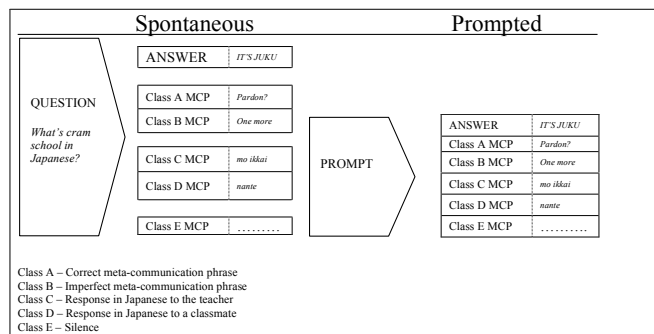 Spontaneous
Prompted
QUESTION
What's cram
school in
Japanese?
ANSWER IT'S JUKU
Class A MCP Pardon?
Class B MCP One more
Class C MCP mo ikkai
Class D MCP nante
Class E MCP ………
PROMPT
ANSWER IT'S JUKU
Class A MCP Pardon?
Class B MCP One more
Class C MCP mo ikkai
Class D MCP nante
Class E MCP ……….
Class A – Correct meta-communication phrase
Class B – Imperfect meta-communication phrase
Class C – Response in Japanese to the teacher
Class D – Response in Japanese to a classmate
Class E – Silence